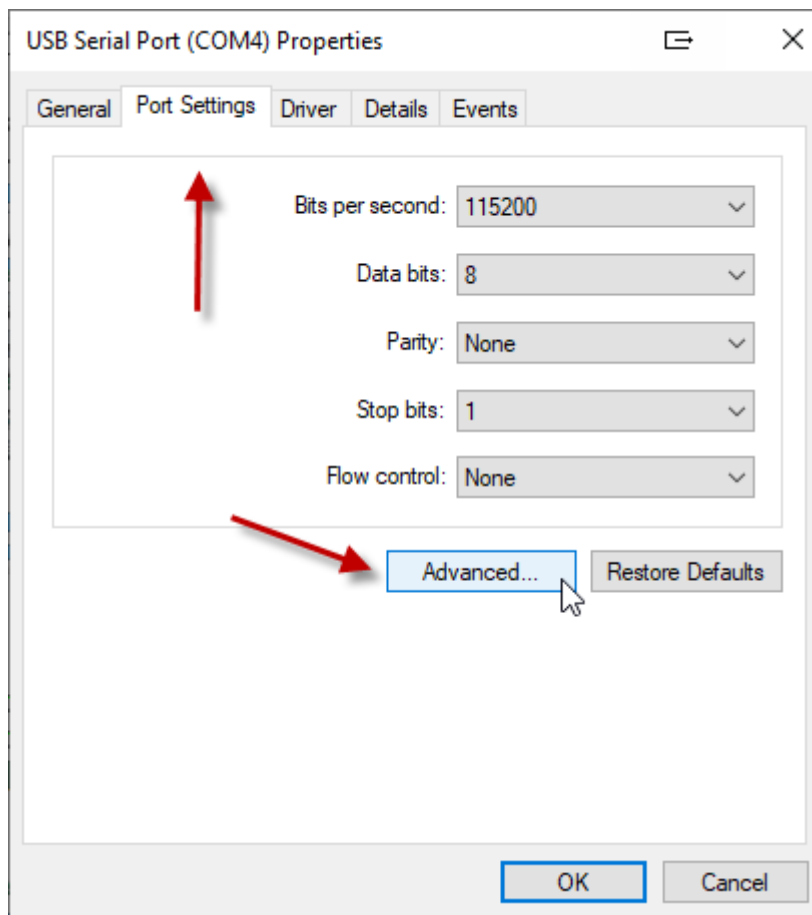 USB Serial Port (COM4) Properties
General Port Settings Driver Details Events
Bits per second: 115200
Data bits: 8
Parity: None
Stop bits: 1
Flow control: None
Advanced... Restore Defaults
OK Cancel